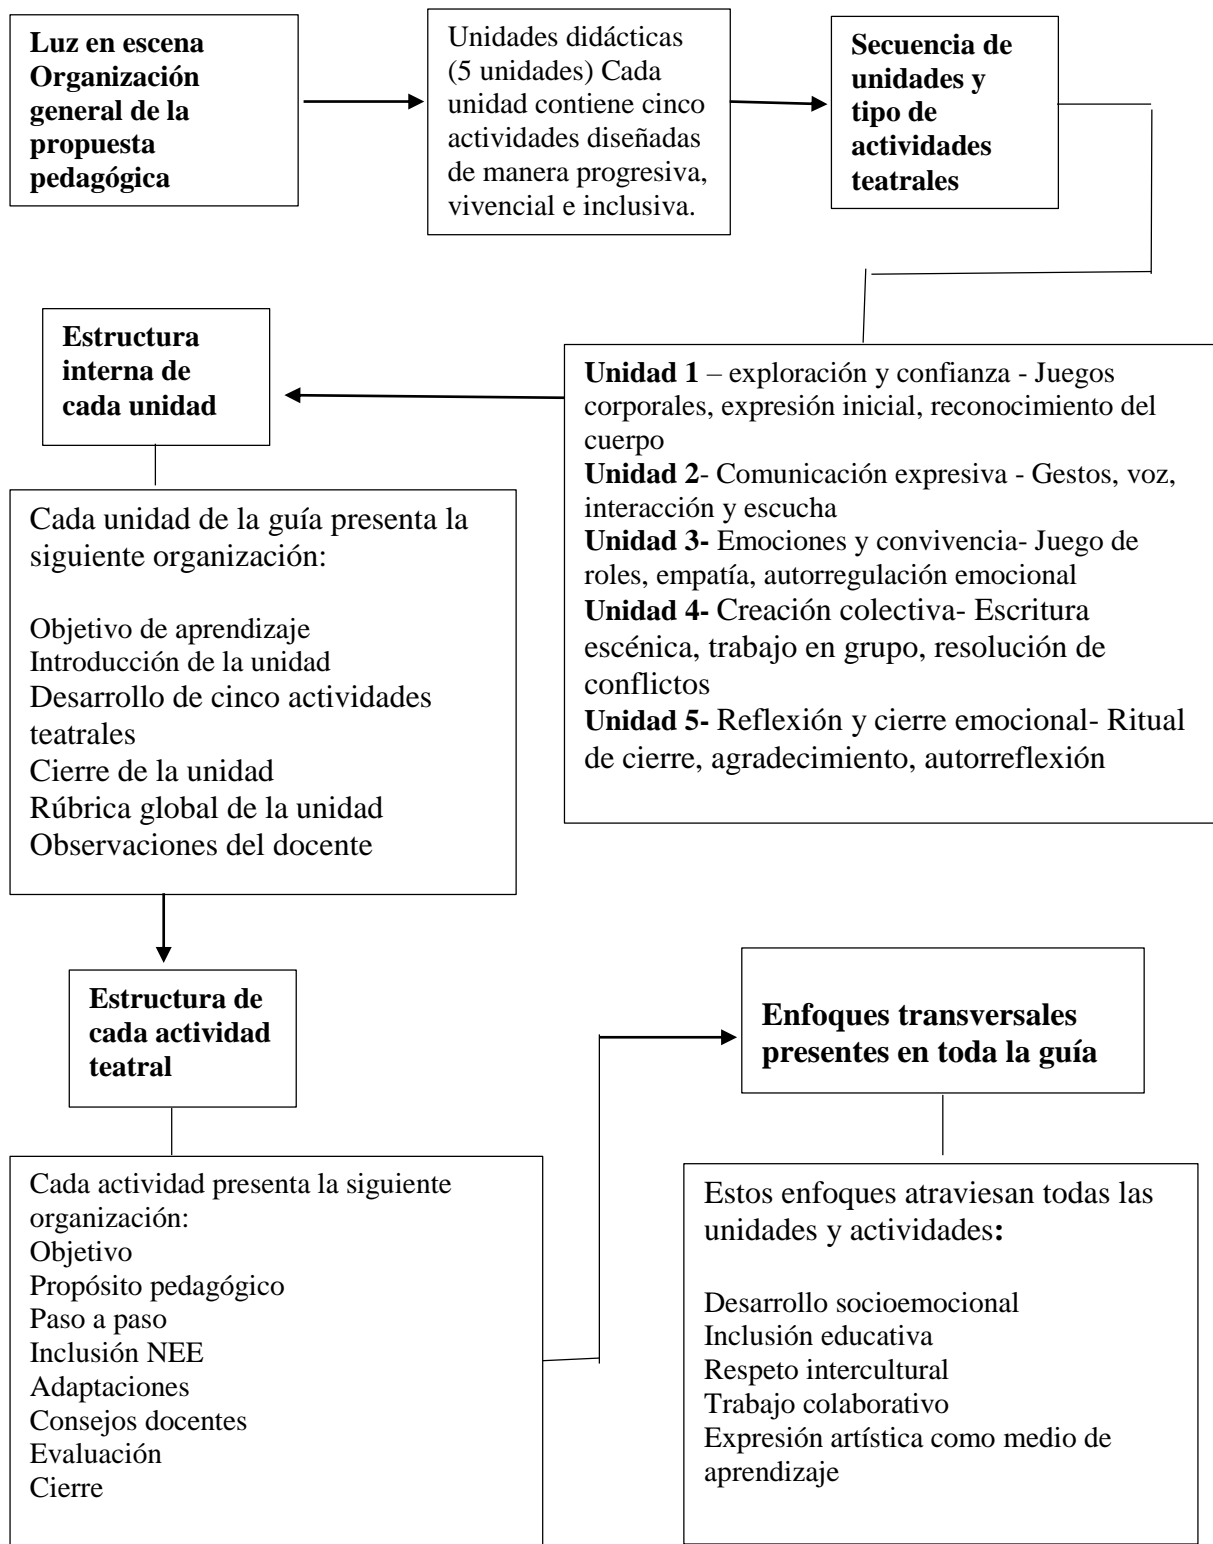 Luz en escena
Organización
general de la
propuesta
pedagógica
Unidades didácticas
(5 unidades) Cada
unidad contiene cinco
actividades diseñadas
de manera progresiva,
vivencial e inclusiva.
Secuencia de
unidades y
tipo de
actividades
teatrales
Unidad 1 – exploración y confianza - Juegos
corporales, expresión inicial, reconocimiento del
cuerpo
Unidad 2- Comunicación expresiva - Gestos, voz,
interacción y escucha
Unidad 3- Emociones y convivencia- Juego de
roles, empatía, autorregulación emocional
Unidad 4- Creación colectiva- Escritura
escénica, trabajo en grupo, resolución de
conflictos
Unidad 5- Reflexión y cierre emocional- Ritual
de cierre, agradecimiento, autorreflexión
Estructura
interna de
cada unidad
Cada unidad de la guía presenta la
siguiente organización:
Objetivo de aprendizaje
Introducción de la unidad
Desarrollo de cinco actividades
teatrales
Cierre de la unidad
Rúbrica global de la unidad
Observaciones del docente
Estructura de
cada actividad
teatral
Cada actividad presenta la siguiente
organización:
Objetivo
Propósito pedagógico
Paso a paso
Inclusión NEE
Adaptaciones
Consejos docentes
Evaluación
Cierre
Enfoques transversales
presentes en toda la guía
Estos enfoques atraviesan todas las
unidades y actividades:
Desarrollo socioemocional
Inclusión educativa
Respeto intercultural
Trabajo colaborativo
Expresión artística como medio de
aprendizaje